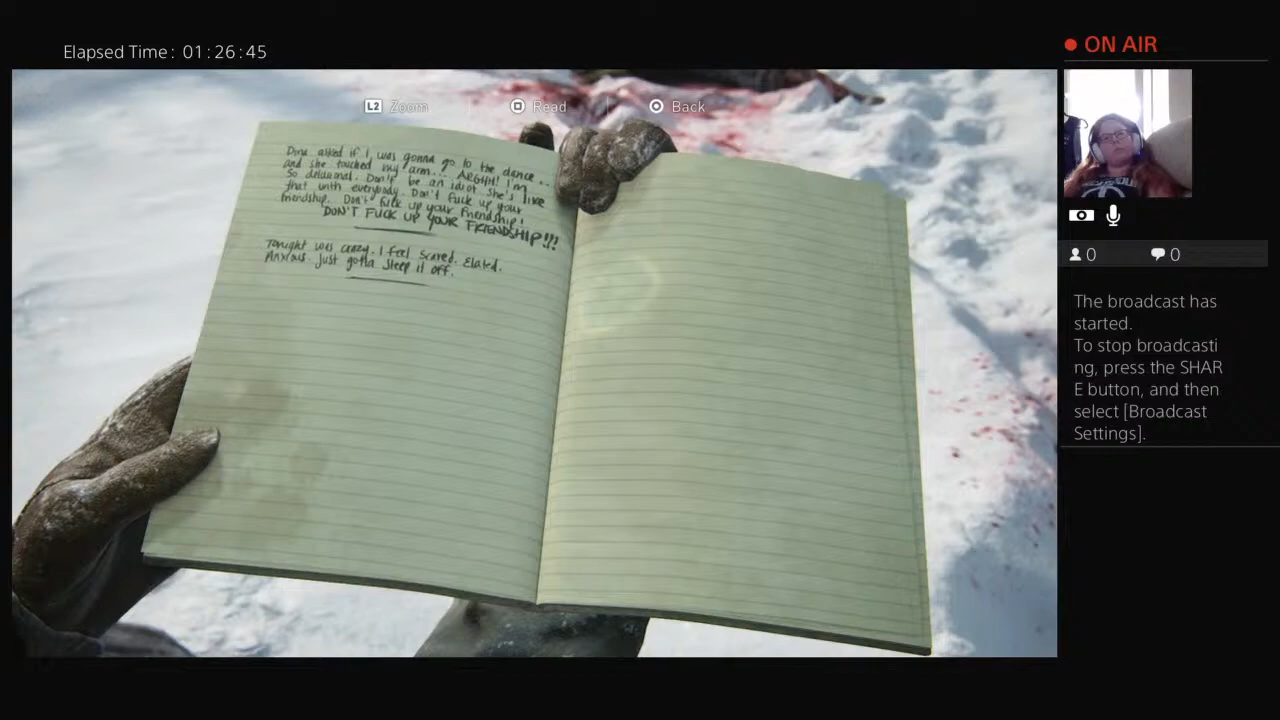 Elapsed Time: 01:26:45
ON AIR
L2 Zoom
Read
Back
Dina asked if I was gonna go to the dance...
and she touched my arm... ARGHH! I'm
so delusional. Don't be an idiot. She's like
that with everybody. Don't fuck up your
friendship. Don't fuck up your friendship!
DON'T FUCK UP YOUR FRIENDSHIP!!!
Tonight was crazy. I feel scared. Elated.
Anxious. Just gotta sleep it off.
0 0
The broadcast has
started.
To stop broadcasti
ng, press the SHAR
E button, and then
select [Broadcast
Settings].